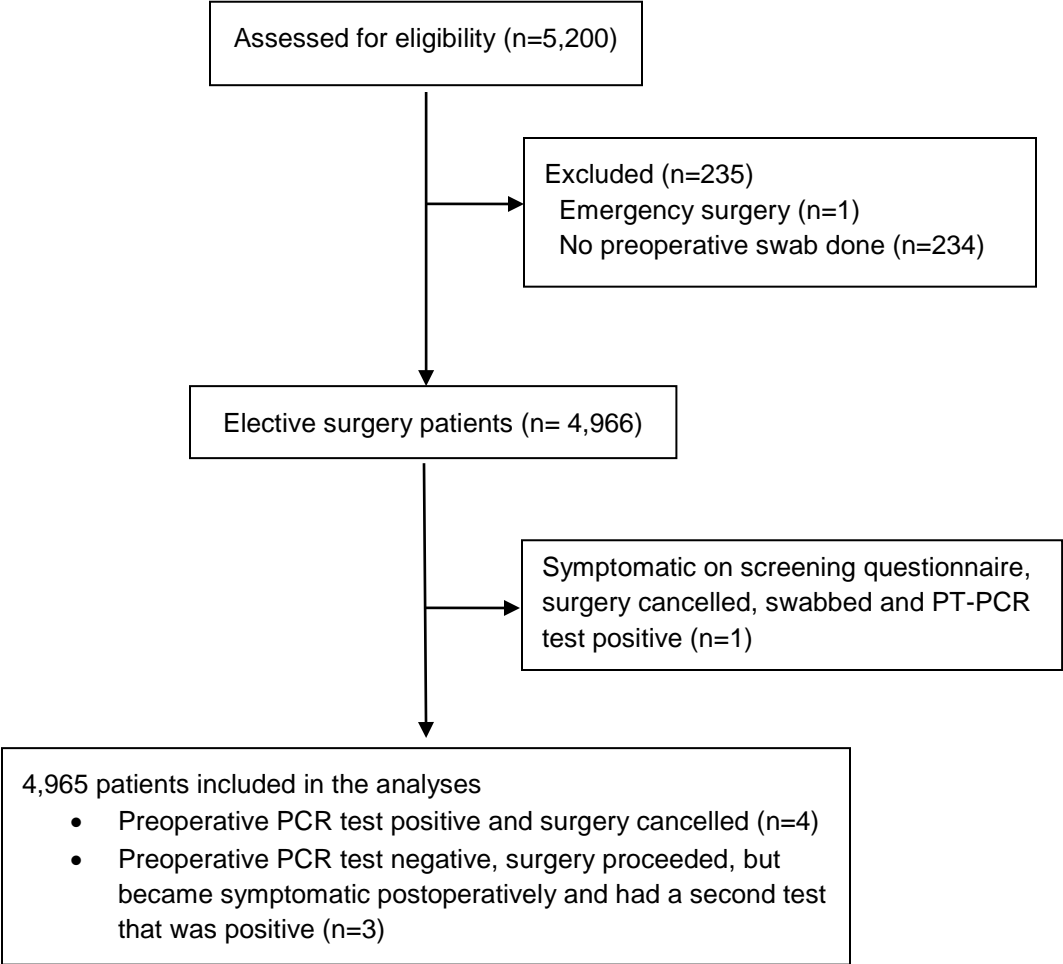 Assessed for eligibility (n=5,200)
Excluded (n=235)
Emergency surgery (n=1)
No preoperative swab done (n=234)
Elective surgery patients (n= 4,966)
Symptomatic on screening questionnaire,
surgery cancelled, swabbed and PT-PCR
test positive (n=1)
4,965 patients included in the analyses
• Preoperative PCR test positive and surgery cancelled (n=4)
• Preoperative PCR test negative, surgery proceeded, but
became symptomatic postoperatively and had a second test
that was positive (n=3)